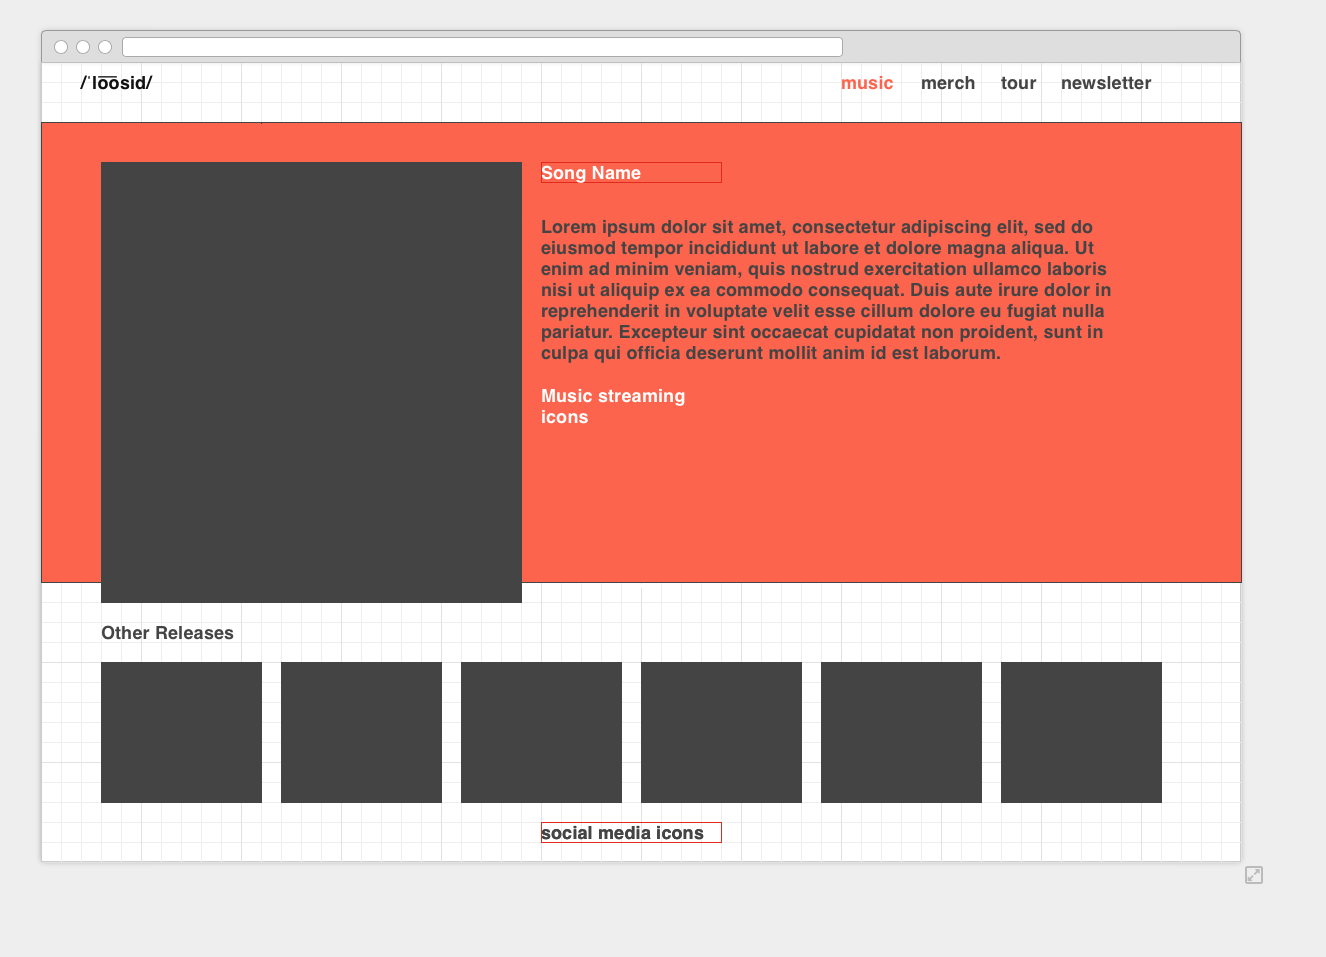 /ˈlo͞osid/
music merch tour newsletter
Song Name
Lorem ipsum dolor sit amet, consectetur adipiscing elit, sed do
eiusmod tempor incididunt ut labore et dolore magna aliqua. Ut
enim ad minim veniam, quis nostrud exercitation ullamco laboris
nisi ut aliquip ex ea commodo consequat. Duis aute irure dolor in
reprehenderit in voluptate velit esse cillum dolore eu fugiat nulla
pariatur. Excepteur sint occaecat cupidatat non proident, sunt in
culpa qui officia deserunt mollit anim id est laborum.
Music streaming
icons
Other Releases
social media icons